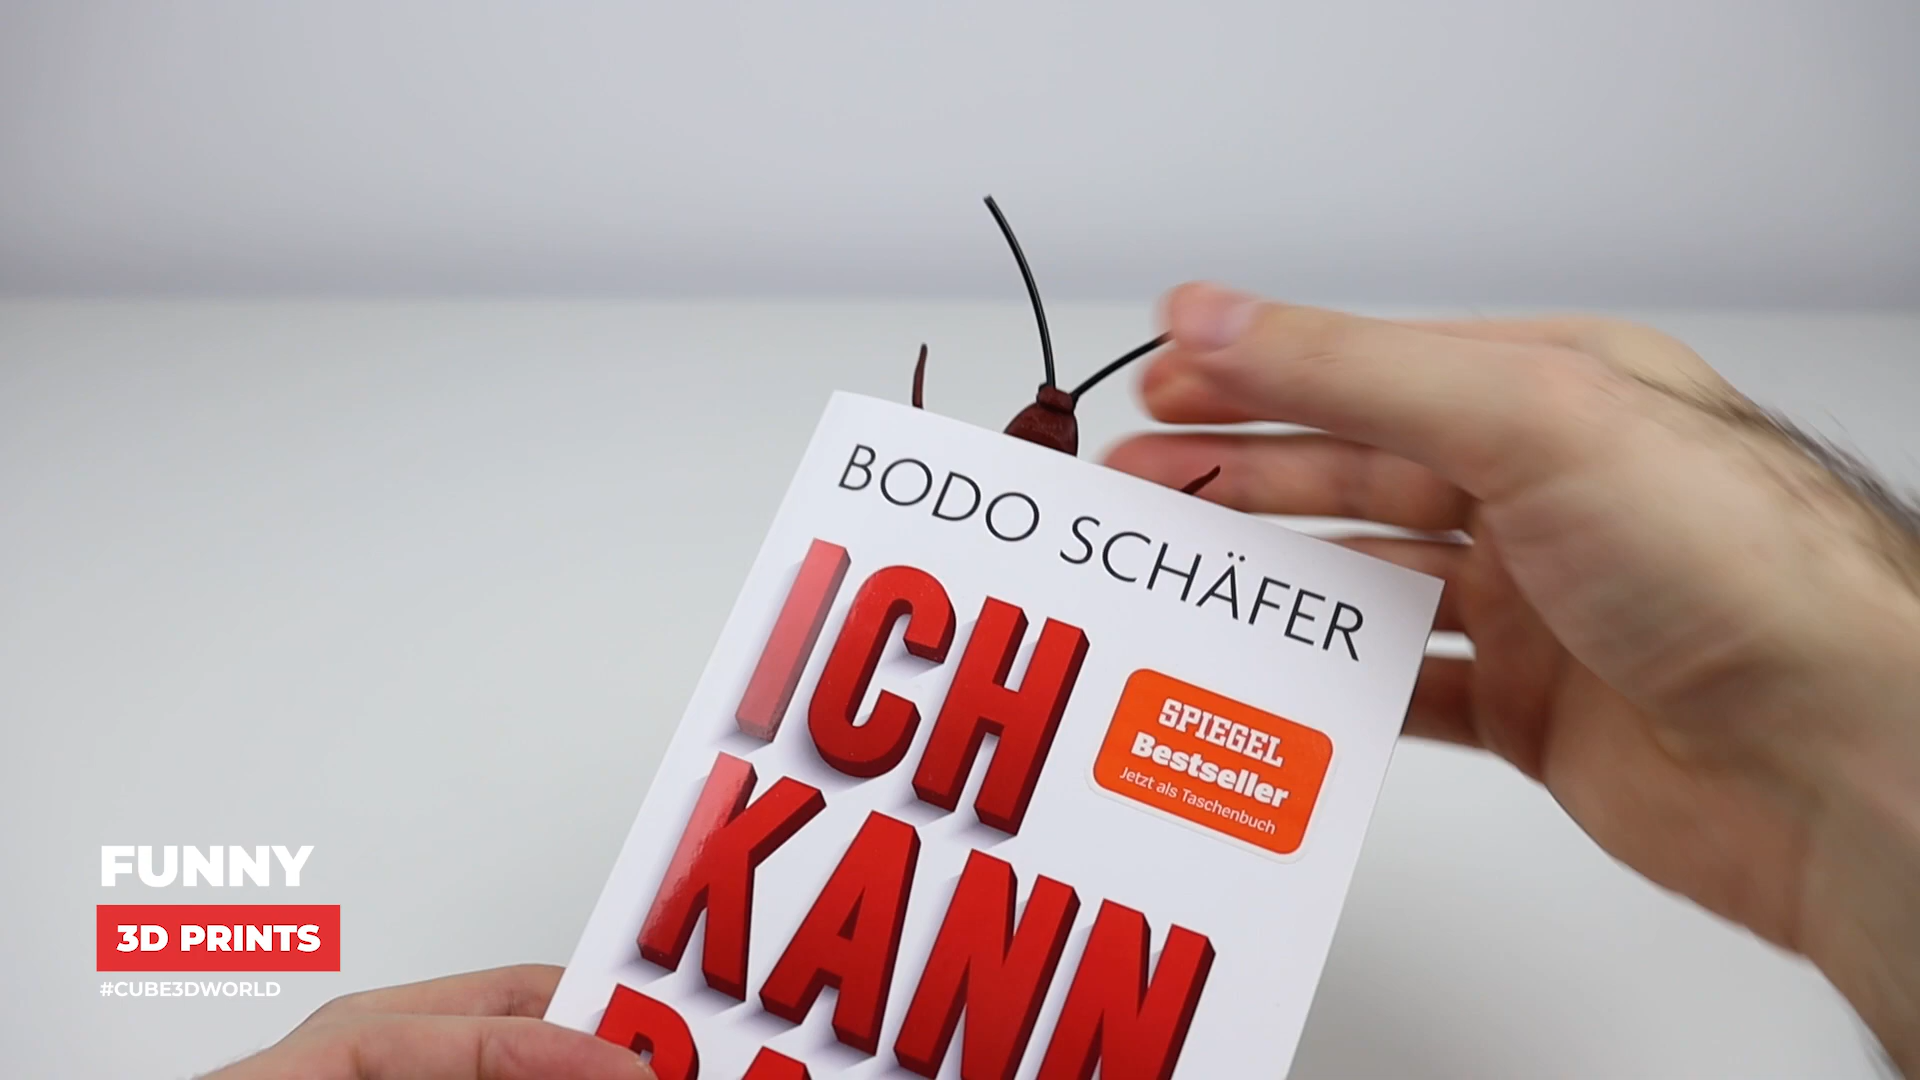 BODO SCHÄFER
ICH
KANN
SPIEGEL
Bestseller
Jetzt als Taschenbuch
FUNNY
3D PRINTS
#CUBE3DWORLD